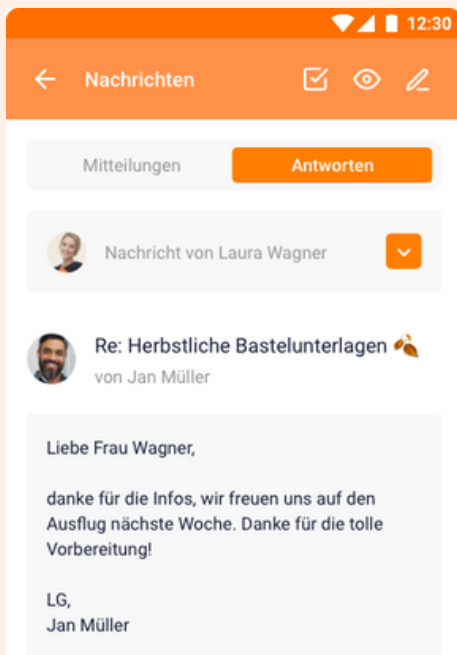 12:30
Nachrichten
Mitteilungen
Antworten
Nachricht von Laura Wagner
Re: Herbstliche Bastelunterlagen 🍂
von Jan Müller
Liebe Frau Wagner,
danke für die Infos, wir freuen uns auf den
Ausflug nächste Woche. Danke für die tolle
Vorbereitung!
LG,
Jan Müller